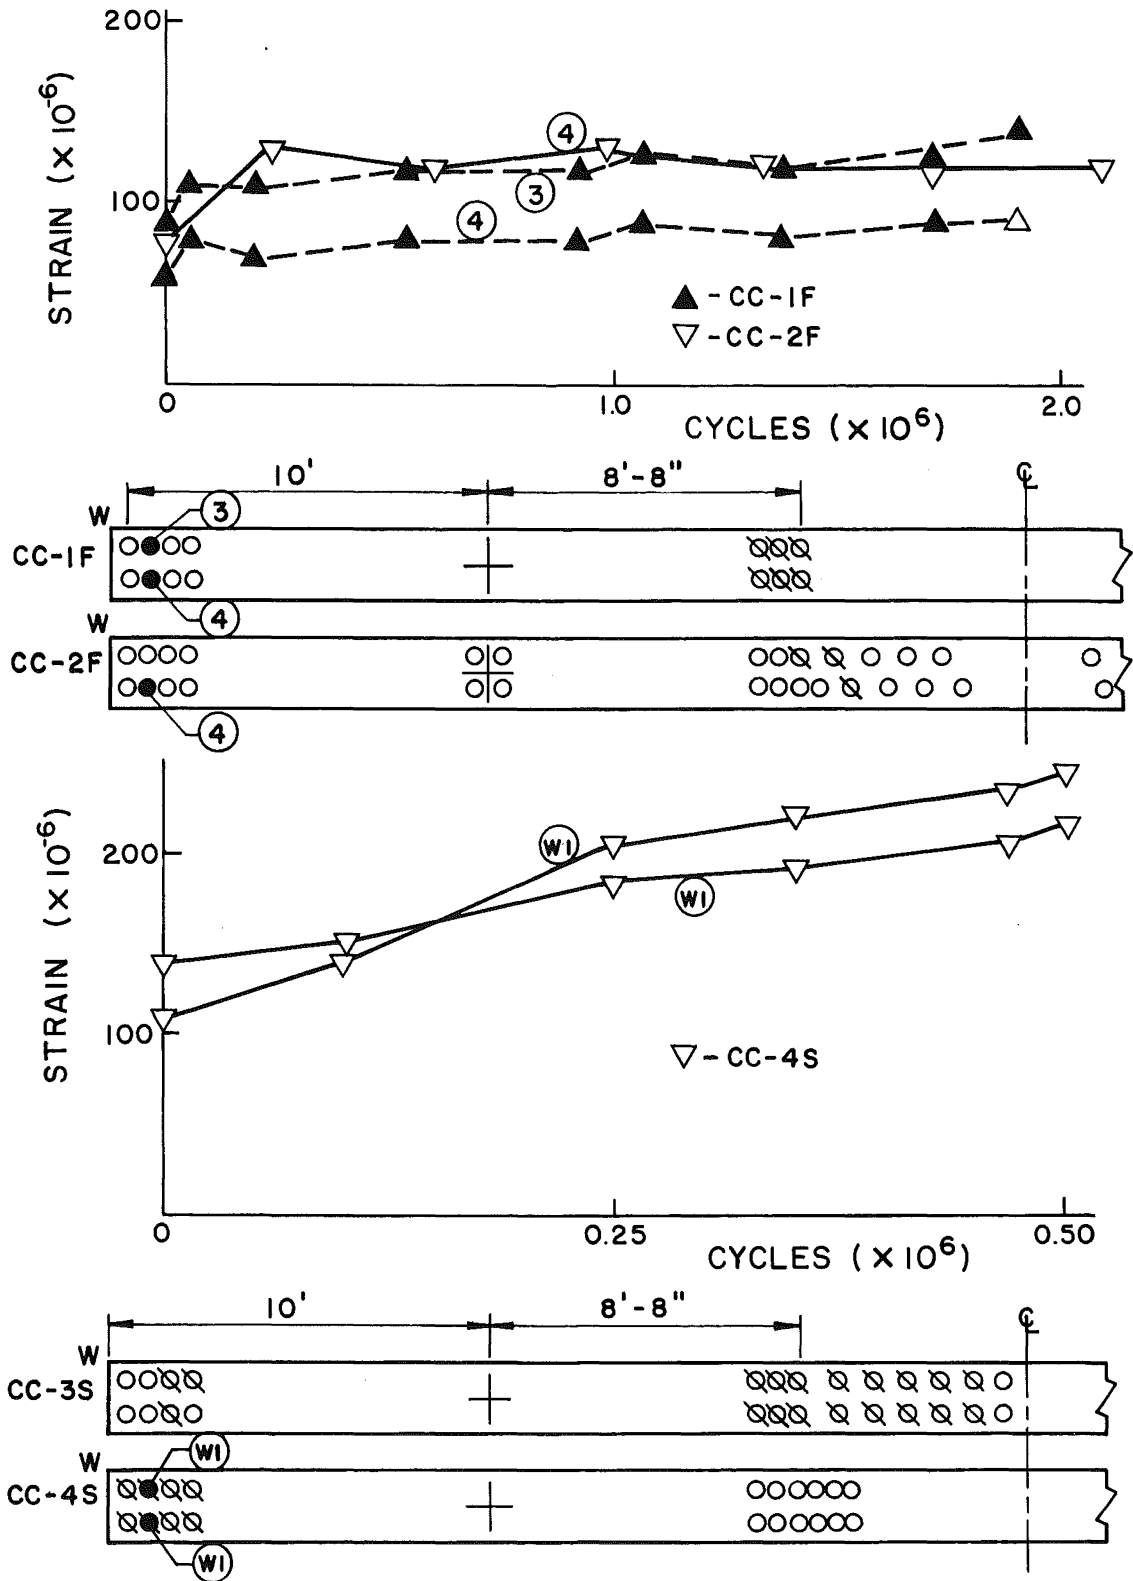 200
100
STRAIN (×10⁻⁶)
4
3
4
▲ - CC-1F
▽ - CC-2F
0
1.0
2.0
CYCLES (×10⁶)
10'
8'-8"
℄
W
3
CC-1F
4
W
CC-2F
4
200
100
STRAIN (×10⁻⁶)
W1
W1
▽ - CC-4S
0
0.25
0.50
CYCLES (×10⁶)
10'
8'-8"
℄
W
CC-3S
W
W1
CC-4S
W1